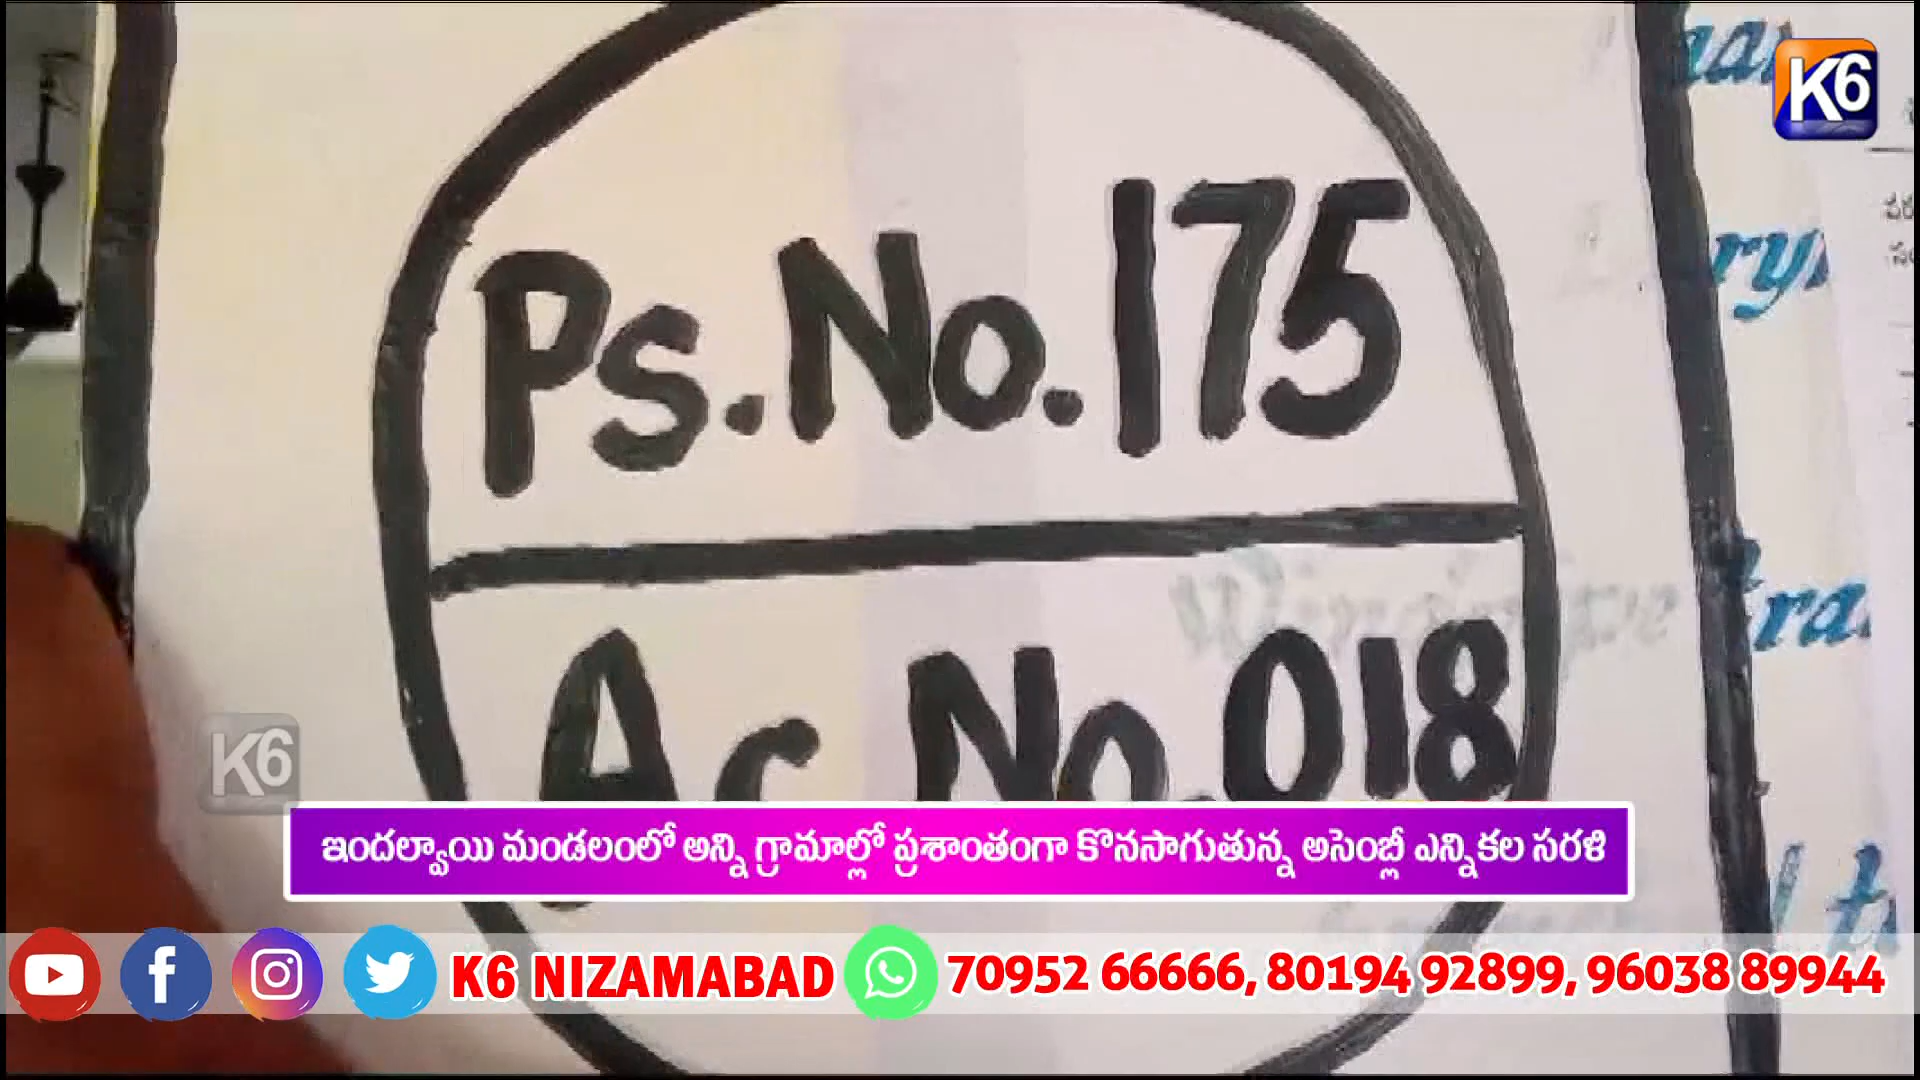 K6
Ps.No.175
Ac No.018
K6
ఇందల్వాయి మండలంలో అన్ని గ్రామాల్లో ప్రశాంతంగా కొనసాగుతున్న అసెంబ్లీ ఎన్నికల సరళి
K6 NIZAMABAD 70952 66666, 80194 92899, 96038 89944